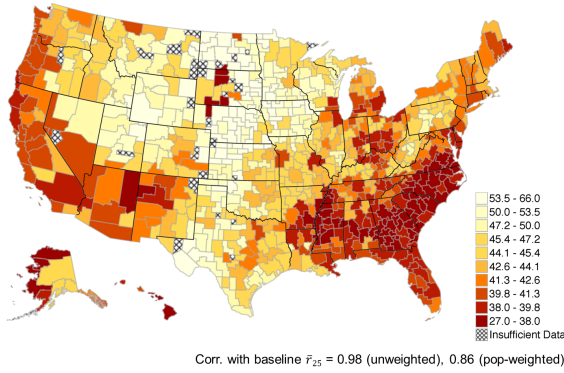 53.5 - 66.0
50.0 - 53.5
47.2 - 50.0
45.4 - 47.2
44.1 - 45.4
42.6 - 44.1
41.3 - 42.6
39.8 - 41.3
38.0 - 39.8
27.0 - 38.0
Insufficient Data
Corr. with baseline r̄₂₅ = 0.98 (unweighted), 0.86 (pop-weighted)